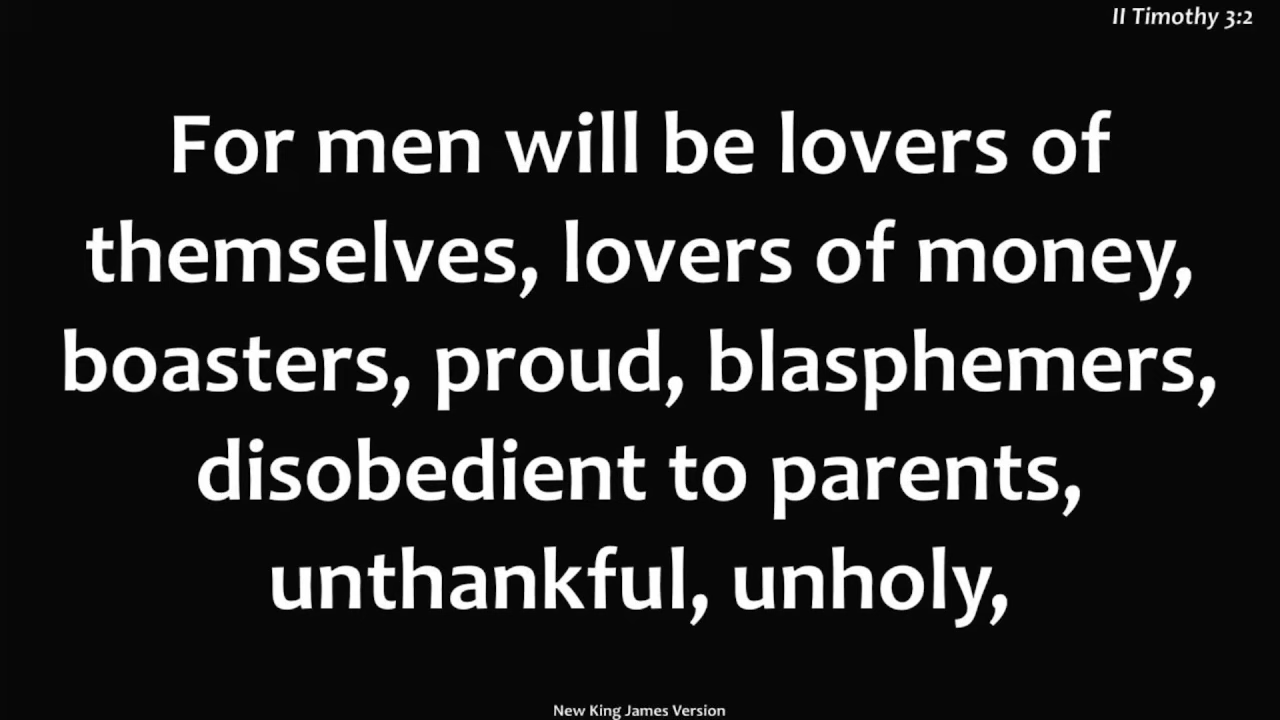 II Timothy 3:2
For men will be lovers of
themselves, lovers of money,
boasters, proud, blasphemers,
disobedient to parents,
unthankful, unholy,
New King James Version